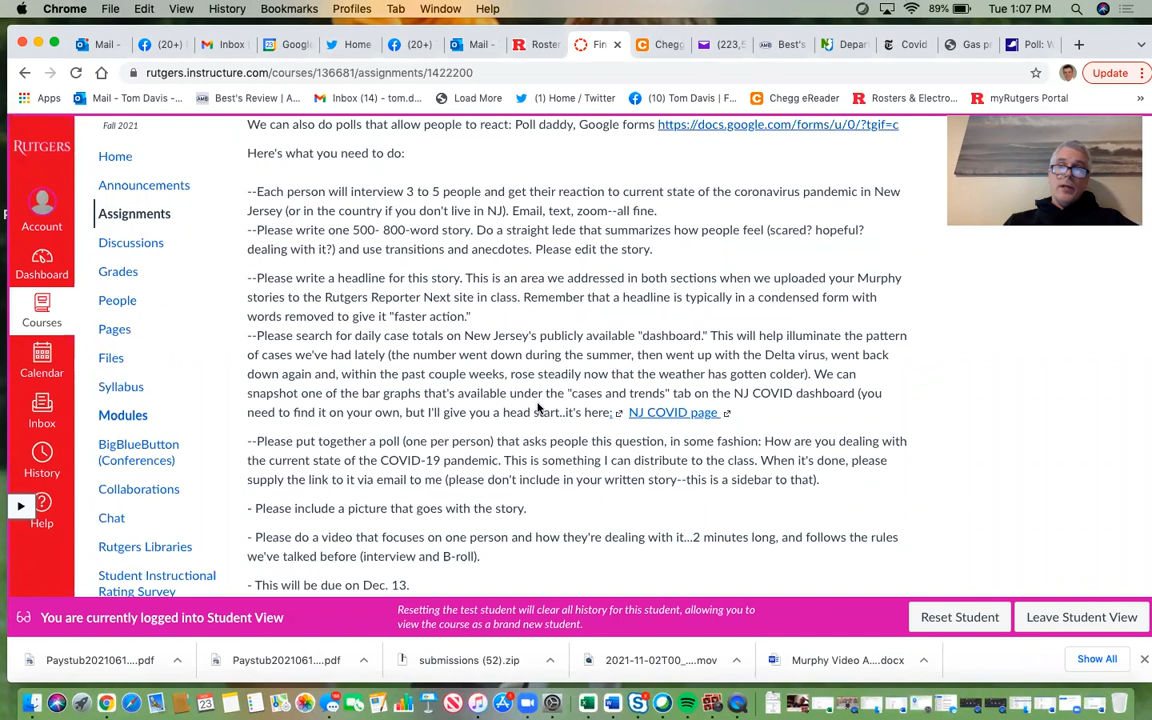 Chrome File Edit View History Bookmarks Profiles Tab Window Help 89% Tue 1:07 PM
Mail - (20+) Inbox Google Home (20+) Mail - Roster Fin Chegg (223, Best's Depar Covid Gas p Poll: W
rutgers.instructure.com/courses/136681/assignments/1422200 Update
Apps Mail - Tom Davis -... Best's Review | A... Inbox (14) - tom.d... Load More (1) Home / Twitter (10) Tom Davis | F... Chegg eReader Rosters & Electro... myRutgers Portal »
RUTGERS
Account
Dashboard
Courses
Calendar
Inbox
History
Help
Fall 2021
Home
Announcements
Assignments
Discussions
Grades
People
Pages
Files
Syllabus
Modules
BigBlueButton
(Conferences)
Collaborations
Chat
Rutgers Libraries
Student Instructional
Rating Survey
We can also do polls that allow people to react: Poll daddy, Google forms https://docs.google.com/forms/u/0/?tgif=c
Here's what you need to do:
--Each person will interview 3 to 5 people and get their reaction to current state of the coronavirus pandemic in New
Jersey (or in the country if you don't live in NJ). Email, text, zoom--all fine.
--Please write one 500- 800-word story. Do a straight lede that summarizes how people feel (scared? hopeful?
dealing with it?) and use transitions and anecdotes. Please edit the story.
--Please write a headline for this story. This is an area we addressed in both sections when we uploaded your Murphy
stories to the Rutgers Reporter Next site in class. Remember that a headline is typically in a condensed form with
words removed to give it "faster action."
--Please search for daily case totals on New Jersey's publicly available "dashboard." This will help illuminate the pattern
of cases we've had lately (the number went down during the summer, then went up with the Delta virus, went back
down again and, within the past couple weeks, rose steadily now that the weather has gotten colder). We can
snapshot one of the bar graphs that's available under the "cases and trends" tab on the NJ COVID dashboard (you
need to find it on your own, but I'll give you a head start..it's here: NJ COVID page
--Please put together a poll (one per person) that asks people this question, in some fashion: How are you dealing with
the current state of the COVID-19 pandemic. This is something I can distribute to the class. When it's done, please
supply the link to it via email to me (please don't include in your written story--this is a sidebar to that).
- Please include a picture that goes with the story.
- Please do a video that focuses on one person and how they're dealing with it...2 minutes long, and follows the rules
we've talked before (interview and B-roll).
- This will be due on Dec. 13.
You are currently logged into Student View
Resetting the test student will clear all history for this student, allowing you to
view the course as a brand new student.
Reset Student
Leave Student View
Paystub2021061....pdf Paystub2021061....pdf submissions (52).zip 2021-11-02T00_....mov Murphy Video A....docx Show All